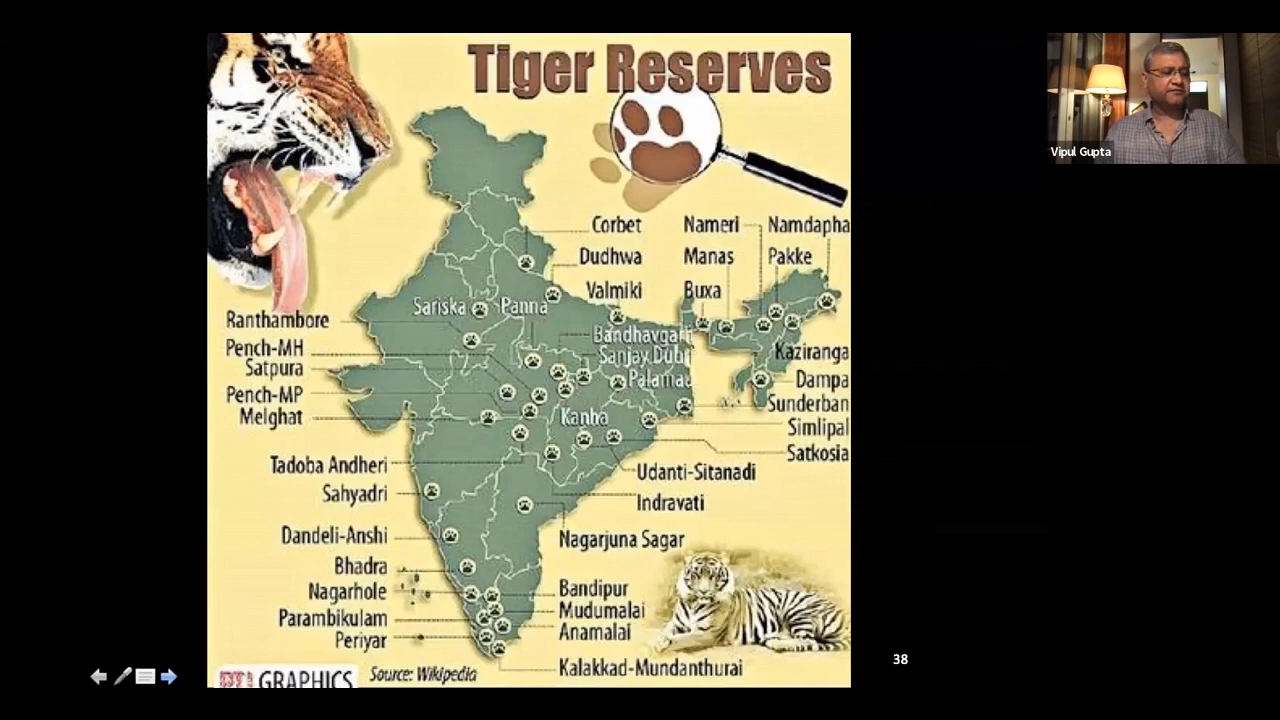 Tiger Reserves
Vipul Gupta
Corbet
Nameri
Namdapha
Dudhwa
Manas
Pakke
Valmiki
Buxa
Sariska
Panna
Ranthambore
Bandhavgarh
Pench-MH
Sanjay Dubri
Kaziranga
Satpura
Palamau
Dampa
Pench-MP
Sunderban
Melghat
Kanha
Simlipal
Satkosia
Tadoba Andheri
Udanti-Sitanadi
Sahyadri
Indravati
Dandeli-Anshi
Nagarjuna Sagar
Bhadra
Nagarhole
Bandipur
Mudumalai
Parambikulam
Anamalai
Periyar
Kalakkad-Mundanthurai
38
GRAPHICS
Source: Wikipedia